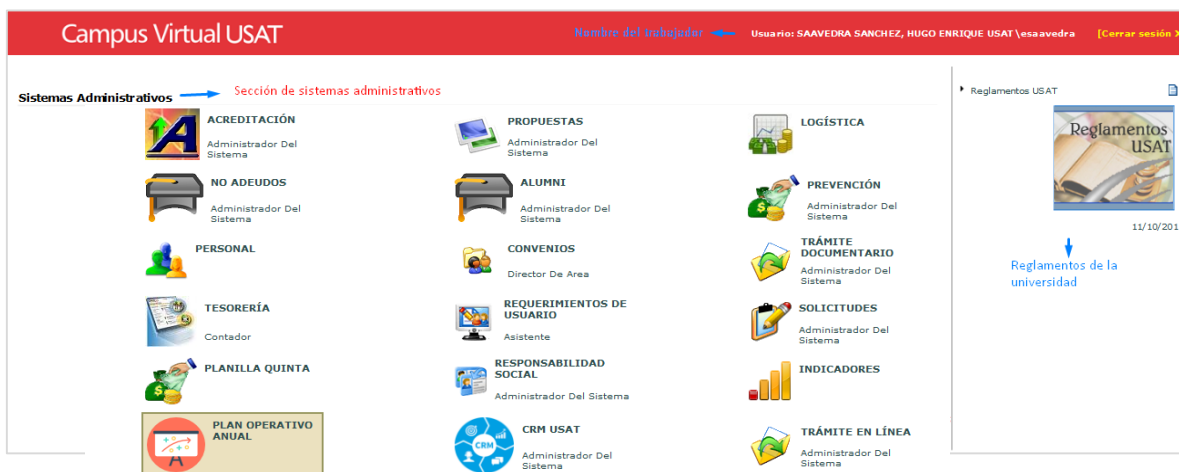 Campus Virtual USAT
Nombre del trabajador
Usuario: SAAVEDRA SANCHEZ, HUGO ENRIQUE USAT\esaavedra
[Cerrar sesión X
Sistemas Administrativos
Sección de sistemas administrativos
ACREDITACIÓN
Administrador Del
Sistema
PROPUESTAS
Administrador Del
Sistema
LOGÍSTICA
NO ADEUDOS
Administrador Del
Sistema
ALUMNI
Administrador Del
Sistema
PREVENCIÓN
Administrador Del
Sistema
PERSONAL
CONVENIOS
Director De Area
TRÁMITE
DOCUMENTARIO
Administrador Del
Sistema
TESORERÍA
Contador
REQUERIMIENTOS DE
USUARIO
Asistente
SOLICITUDES
Administrador Del
Sistema
PLANILLA QUINTA
RESPONSABILIDAD
SOCIAL
Administrador Del Sistema
INDICADORES
PLAN OPERATIVO
ANUAL
CRM
CRM USAT
Administrador Del
Sistema
TRÁMITE EN LÍNEA
Administrador Del
Sistema
Reglamentos USAT
Reglamentos
USAT
11/10/201
Reglamentos de la
universidad